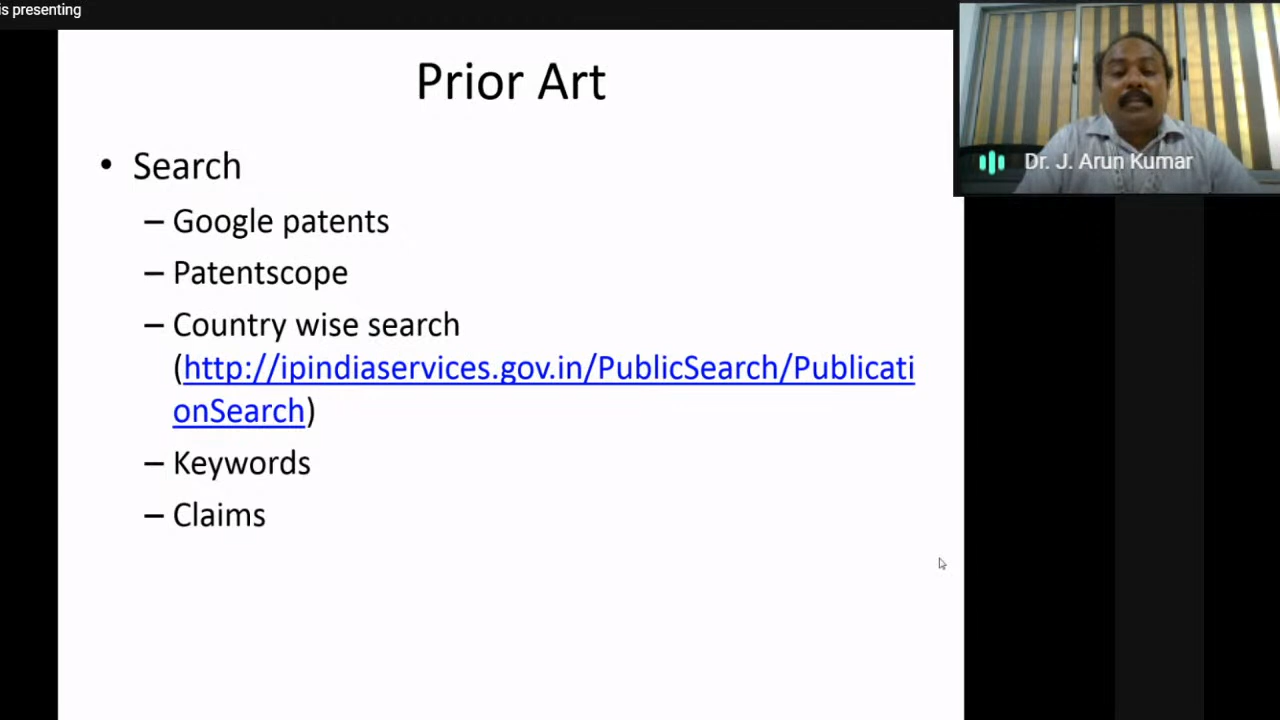 is presenting
Prior Art
• Search
– Google patents
– Patentscope
– Country wise search
(http://ipindiaservices.gov.in/PublicSearch/Publicati
onSearch)
– Keywords
– Claims
Dr. J. Arun Kumar